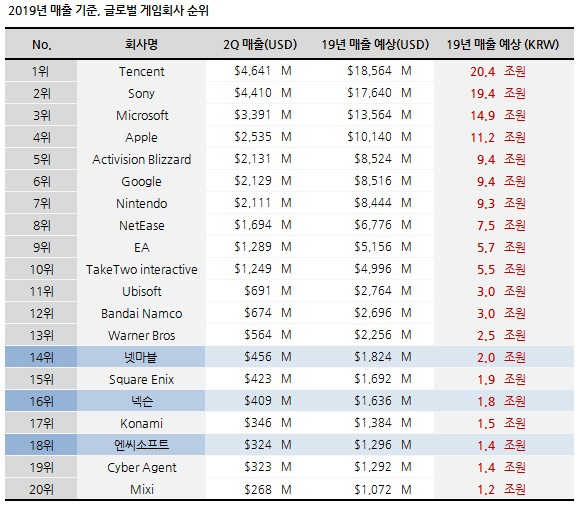 2019년 매출 기준, 글로벌 게임회사 순위
No. 회사명 2Q 매출(USD) 19년 매출 예상(USD) 19년 매출 예상 (KRW)
1위 Tencent $4,641 M $18,564 M 20.4 조원
2위 Sony $4,410 M $17,640 M 19.4 조원
3위 Microsoft $3,391 M $13,564 M 14.9 조원
4위 Apple $2,535 M $10,140 M 11.2 조원
5위 Activision Blizzard $2,131 M $8,524 M 9.4 조원
6위 Google $2,129 M $8,516 M 9.4 조원
7위 Nintendo $2,111 M $8,444 M 9.3 조원
8위 NetEase $1,694 M $6,776 M 7.5 조원
9위 EA $1,289 M $5,156 M 5.7 조원
10위 TakeTwo interactive $1,249 M $4,996 M 5.5 조원
11위 Ubisoft $691 M $2,764 M 3.0 조원
12위 Bandai Namco $674 M $2,696 M 3.0 조원
13위 Warner Bros $564 M $2,256 M 2.5 조원
14위 넷마블 $456 M $1,824 M 2.0 조원
15위 Square Enix $423 M $1,692 M 1.9 조원
16위 넥슨 $409 M $1,636 M 1.8 조원
17위 Konami $346 M $1,384 M 1.5 조원
18위 엔씨소프트 $324 M $1,296 M 1.4 조원
19위 Cyber Agent $323 M $1,292 M 1.4 조원
20위 Mixi $268 M $1,072 M 1.2 조원